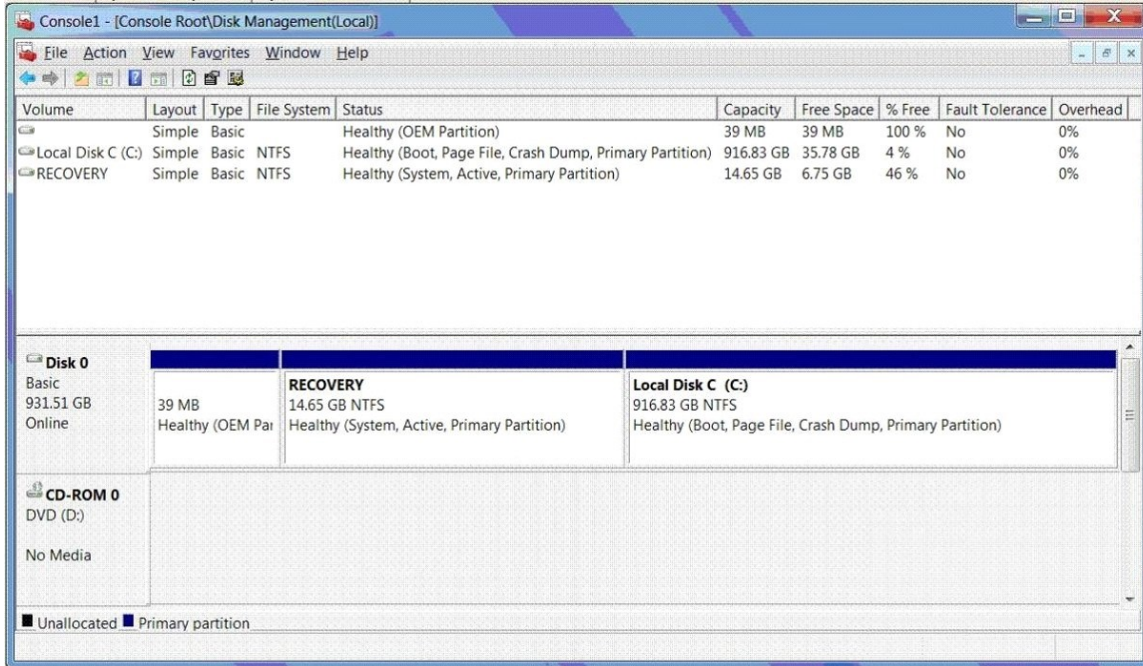 Console1 - [Console Root\Disk Management(Local)]
File Action View Favorites Window Help
Volume Layout Type File System Status Capacity Free Space % Free Fault Tolerance Overhead
Simple Basic Healthy (OEM Partition) 39 MB 39 MB 100 % No 0%
Local Disk C (C:) Simple Basic NTFS Healthy (Boot, Page File, Crash Dump, Primary Partition) 916.83 GB 35.78 GB 4 % No 0%
RECOVERY Simple Basic NTFS Healthy (System, Active, Primary Partition) 14.65 GB 6.75 GB 46 % No 0%
Disk 0
Basic
931.51 GB
Online
39 MB
Healthy (OEM Par
RECOVERY
14.65 GB NTFS
Healthy (System, Active, Primary Partition)
Local Disk C (C:)
916.83 GB NTFS
Healthy (Boot, Page File, Crash Dump, Primary Partition)
CD-ROM 0
DVD (D:)
No Media
Unallocated Primary partition